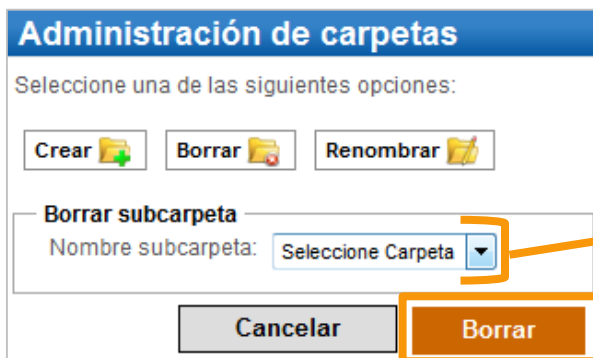 Administración de carpetas
Seleccione una de las siguientes opciones:
Crear Borrar Renombrar
Borrar subcarpeta
Nombre subcarpeta: Seleccione Carpeta
Cancelar Borrar